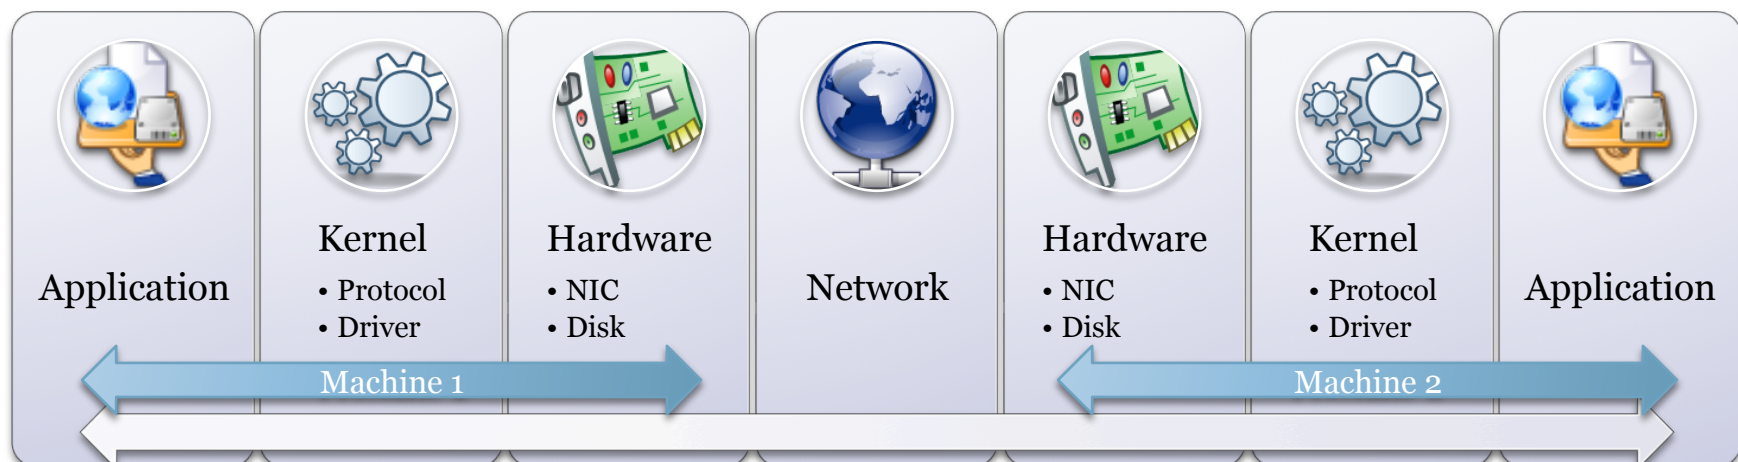 Application
Kernel
• Protocol
• Driver
Hardware
• NIC
• Disk
Network
Hardware
• NIC
• Disk
Kernel
• Protocol
• Driver
Application
Machine 1
Machine 2